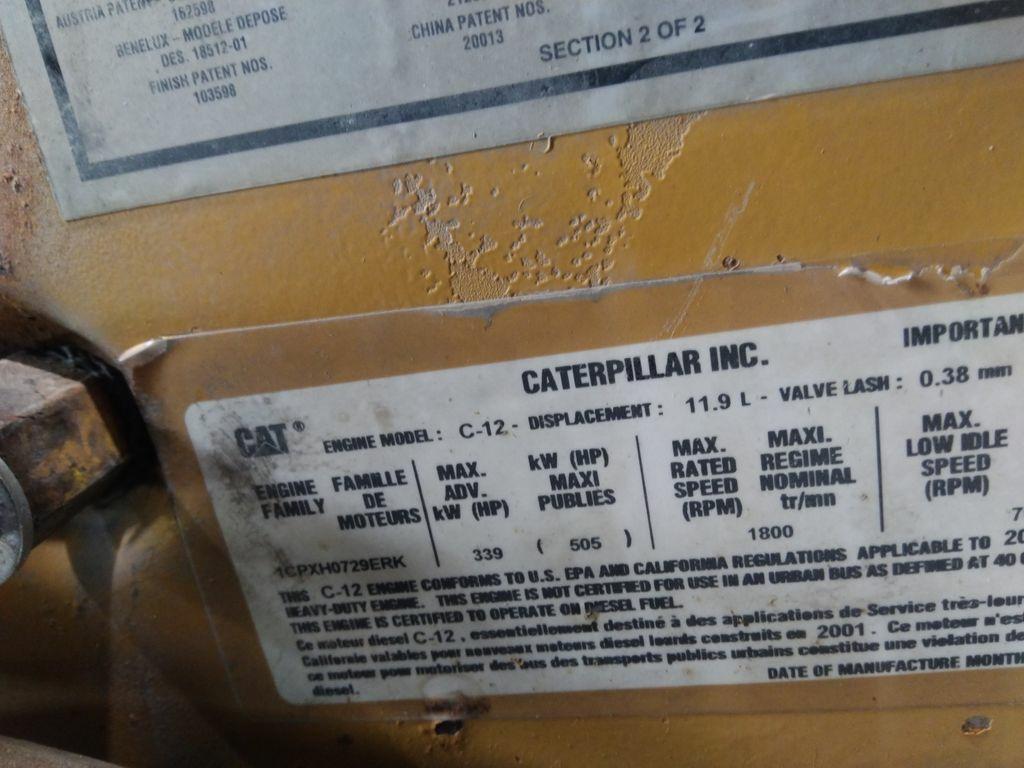 AUSTRIA PATENT
162598
BENELUX - MODELE DEPOSE
DES. 18512-01
FINISH PATENT NOS.
103598
CHINA PATENT NOS.
20013
SECTION 2 OF 2
CATERPILLAR INC.
IMPORTAN
CAT ® ENGINE MODEL: C-12 - DISPLACEMENT: 11.9 L - VALVE LASH: 0.38 mm
ENGINE FAMILY
FAMILLE DE MOTEURS
MAX. ADV. kW (HP)
kW (HP) MAXI PUBLIÉS
MAX. RATED SPEED (RPM)
MAXI. REGIME NOMINAL tr/mn
MAX. LOW IDLE SPEED (RPM)
1CPXH0729ERK 339 ( 505 ) 1800 7
THIS C-12 ENGINE CONFORMS TO U.S. EPA AND CALIFORNIA REGULATIONS APPLICABLE TO 20
HEAVY-DUTY ENGINE. THIS ENGINE IS NOT CERTIFIED FOR USE IN AN URBAN BUS AS DEFINED AT 40
THIS ENGINE IS CERTIFIED TO OPERATE ON DIESEL FUEL.
Ce moteur diesel C-12, essentiellement destiné à des applications de Service très-lour
Californie valables pour nouveaux moteurs diesel lourds construits en 2001. Ce moteur n'es
ce moteur pour motoriser des bus des transports publics urbains constitue une violation de
diesel.
DATE OF MANUFACTURE MONTH